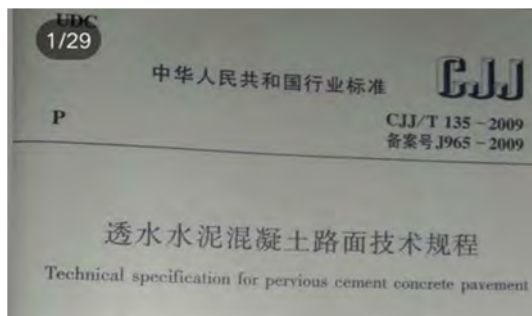 UDC
1/29
中华人民共和国行业标准
CJJ
P
CJJ/T 135-2009
备案号J965-2009
透水水泥混凝土路面技术规程
Technical specification for pervious cement concrete pavement